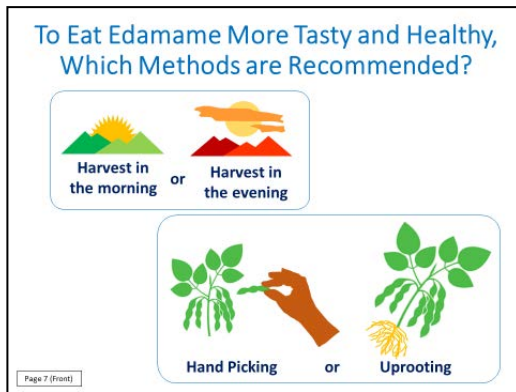 To Eat Edamame More Tasty and Healthy,
Which Methods are Recommended?
Harvest in
the morning
or
Harvest in
the evening
Hand Picking or Uprooting
Page 7 (Front)